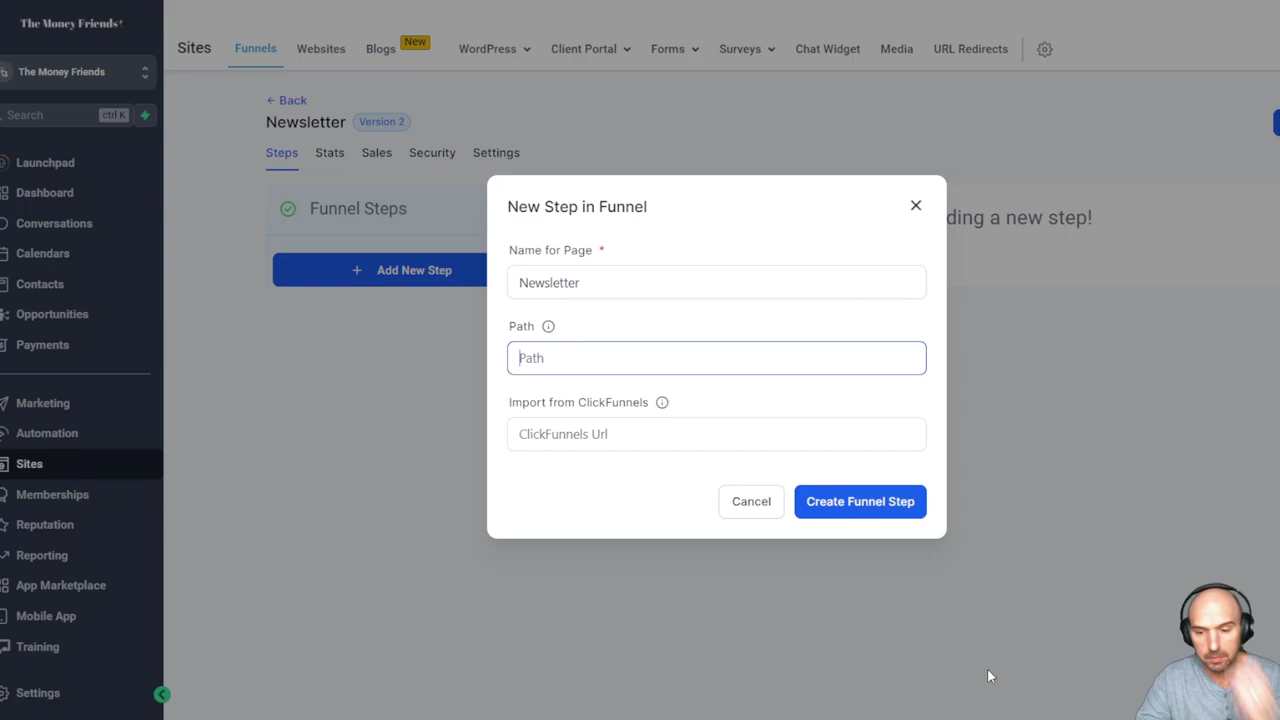 The Money Friends
The Money Friends
Search ctrl K
Launchpad
Dashboard
Conversations
Calendars
Contacts
Opportunities
Payments
Marketing
Automation
Sites
Memberships
Reputation
Reporting
App Marketplace
Mobile App
Training
Settings
Sites Funnels Websites Blogs New WordPress Client Portal Forms Surveys Chat Widget Media URL Redirects
← Back
Newsletter Version 2
Steps Stats Sales Security Settings
Funnel Steps
+ Add New Step
ding a new step!
New Step in Funnel
Name for Page *
Newsletter
Path
Path
Import from ClickFunnels
ClickFunnels Url
Cancel Create Funnel Step